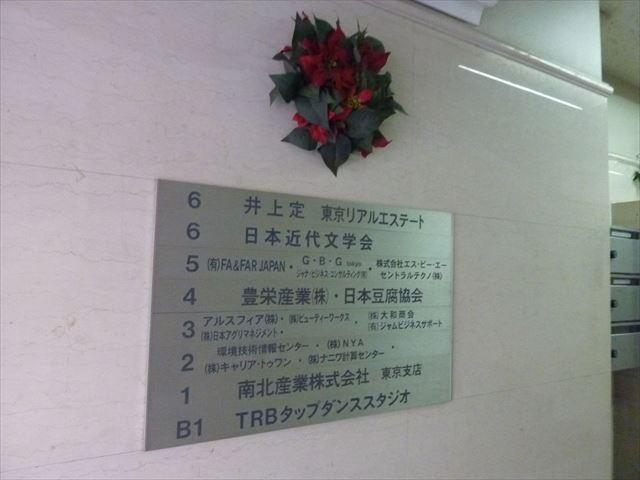 6 井上定 東京リアルエステート
6 日本近代文学会
5 (有)FA&FAR JAPAN・ G・B・G tokyo ・ 株式会社エス・ビー・エー
ジャナ・ビジネス・コンサルティング(有) セントラルテクノ(株)
4 豊栄産業(株)・日本豆腐協会
3 アルスフィア(株)・ (株)ビューティーワークス ・ (株)大和商会
(株)日本アグリマネジメント・ (有)ジャムビジネスサポート
2 環境技術情報センター・(株)NYA
(株)キャリア・トゥワン・(株)ナニワ計算センター・
1 南北産業株式会社 東京支店
B1 TRBタップダンススタジオ